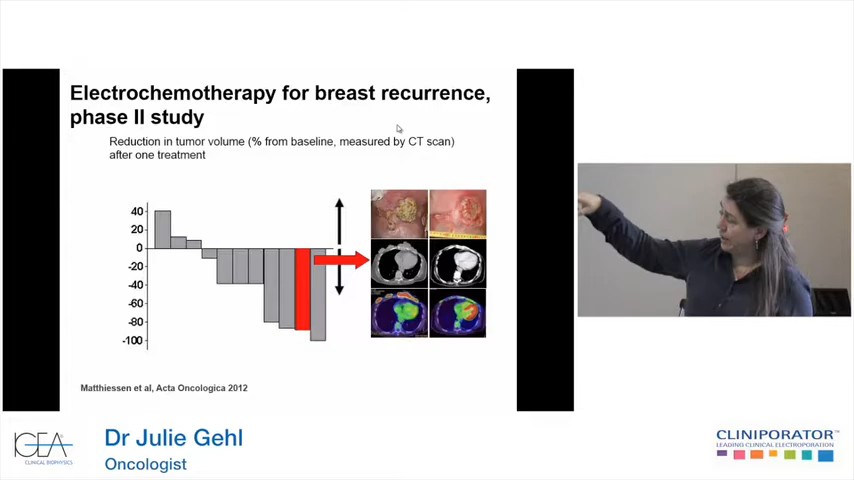 Electrochemotherapy for breast recurrence,
phase II study
Reduction in tumor volume (% from baseline, measured by CT scan)
after one treatment
40
20
0
-20
-40
-60
-80
-100
Matthiessen et al, Acta Oncologica 2012
IGEA
CLINICAL BIOPHYSICS
Dr Julie Gehl
Oncologist
CLINIPORATOR™
LEADING CLINICAL ELECTROPORATION